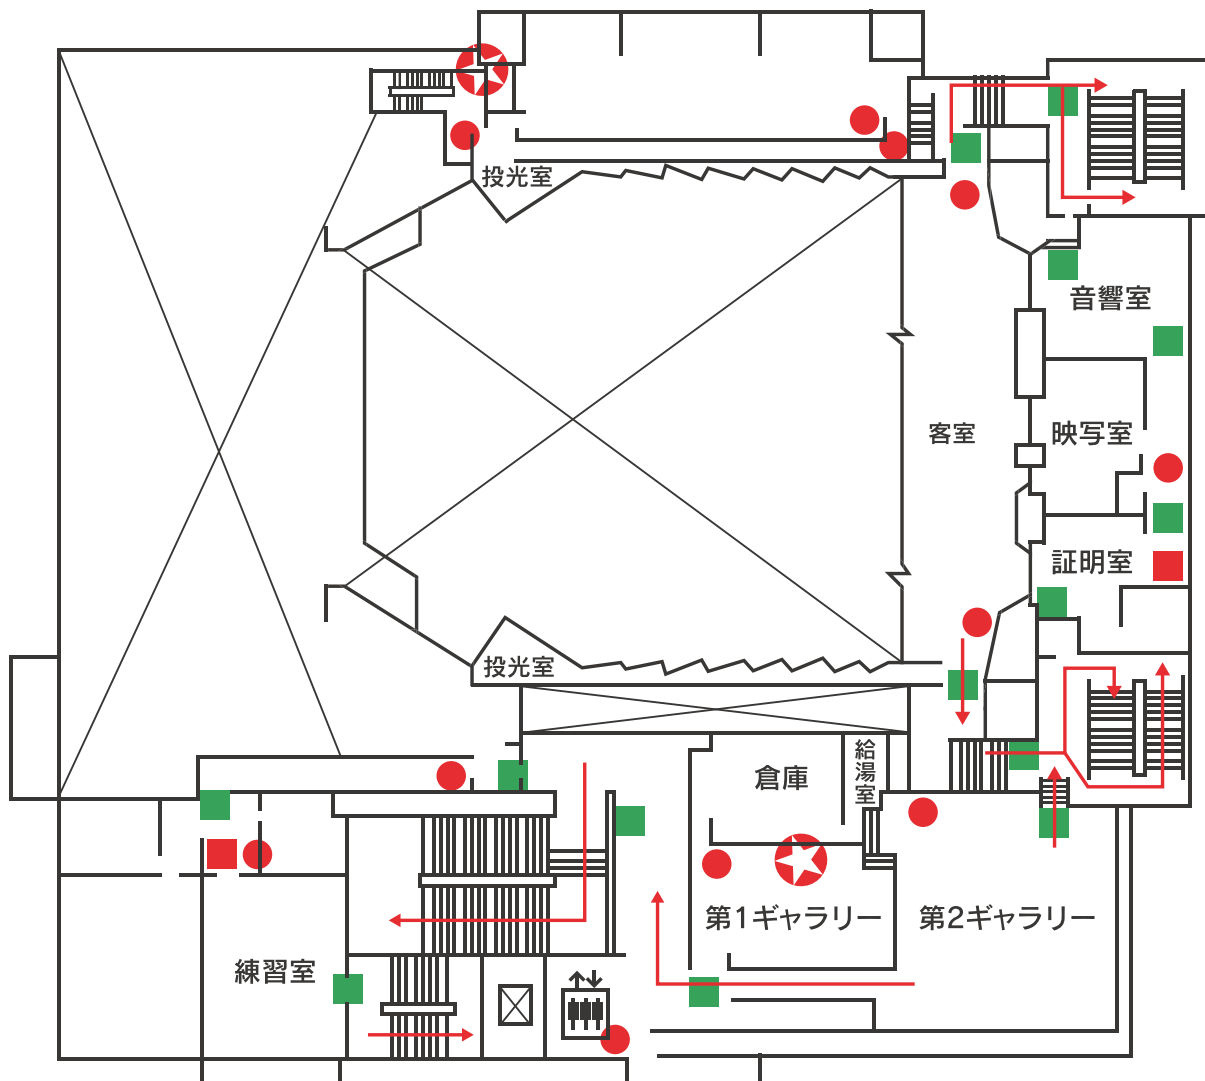 投光室
音響室
客室
映写室
証明室
投光室
倉庫
給湯室
第1ギャラリー
第2ギャラリー
練習室